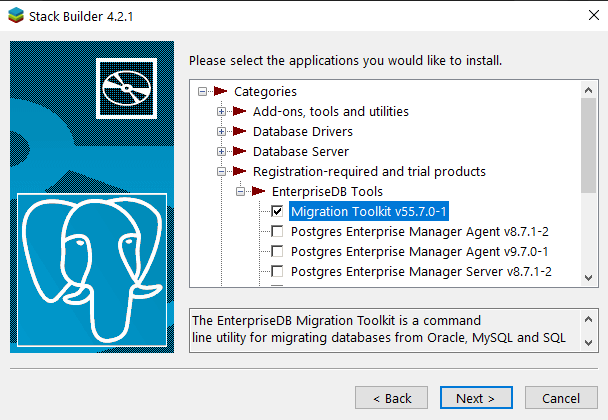 Stack Builder 4.2.1
Please select the applications you would like to install.
Categories
Add-ons, tools and utilities
Database Drivers
Database Server
Registration-required and trial products
EnterpriseDB Tools
Migration Toolkit v55.7.0-1
Postgres Enterprise Manager Agent v8.7.1-2
Postgres Enterprise Manager Agent v9.7.0-1
Postgres Enterprise Manager Server v8.7.1-2
The EnterpriseDB Migration Toolkit is a command
line utility for migrating databases from Oracle, MySQL and SQL
< Back
Next >
Cancel